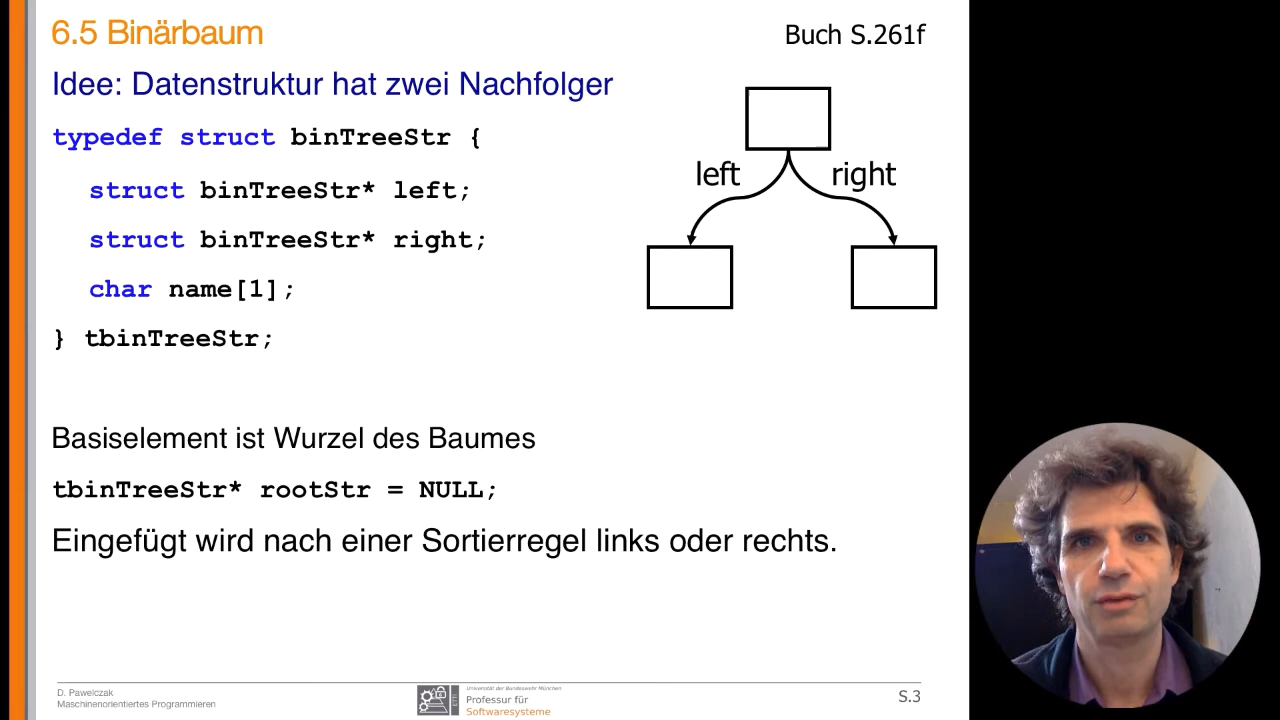 6.5 Binärbaum
Buch S.261f
Idee: Datenstruktur hat zwei Nachfolger
typedef struct binTreeStr {
struct binTreeStr* left;
struct binTreeStr* right;
char name[1];
} tbinTreeStr;
left
right
Basiselement ist Wurzel des Baumes
tbinTreeStr* rootStr = NULL;
Eingefügt wird nach einer Sortierregel links oder rechts.
D. Pawelczak
Maschinenorientiertes Programmieren
ETTI
Universität der Bundeswehr München
Professur für
Softwaresysteme
S.3